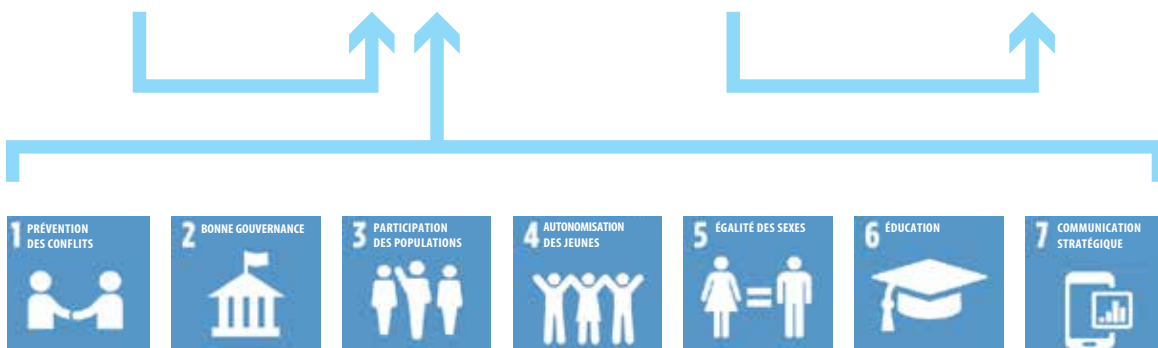 1 PRÉVENTION
DES CONFLITS
2 BONNE GOUVERNANCE
3 PARTICIPATION
DES POPULATIONS
4 AUTONOMISATION
DES JEUNES
5 ÉGALITÉ DES SEXES
6 ÉDUCATION
7 COMMUNICATION
STRATÉGIQUE